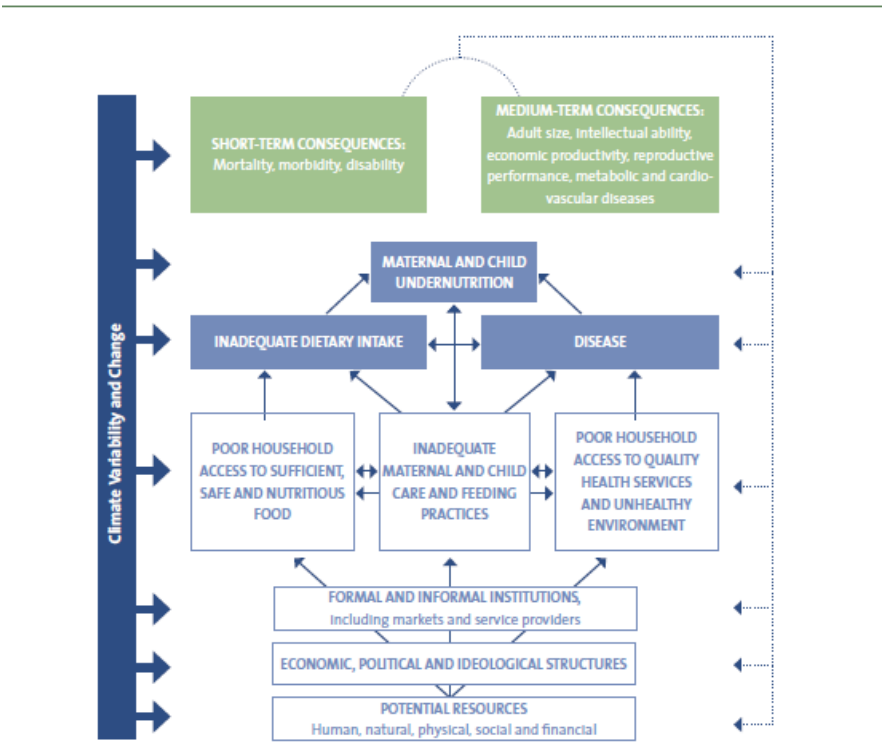 Climate Variability and Change
SHORT-TERM CONSEQUENCES:
Mortality, morbidity, disability
MEDIUM-TERM CONSEQUENCES:
Adult size, intellectual ability,
economic productivity, reproductive
performance, metabolic and cardio-
vascular diseases
MATERNAL AND CHILD
UNDERNUTRITION
INADEQUATE DIETARY INTAKE
DISEASE
POOR HOUSEHOLD
ACCESS TO SUFFICIENT,
SAFE AND NUTRITIOUS
FOOD
INADEQUATE
MATERNAL AND CHILD
CARE AND FEEDING
PRACTICES
POOR HOUSEHOLD
ACCESS TO QUALITY
HEALTH SERVICES
AND UNHEALTHY
ENVIRONMENT
FORMAL AND INFORMAL INSTITUTIONS,
including markets and service providers
ECONOMIC, POLITICAL AND IDEOLOGICAL STRUCTURES
POTENTIAL RESOURCES
Human, natural, physical, social and financial